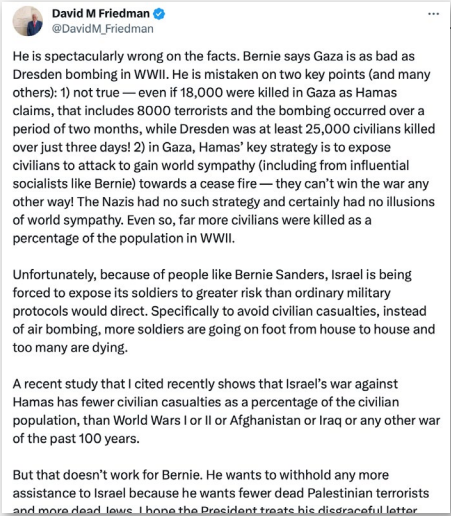 David M Friedman
@DavidM_Friedman
He is spectacularly wrong on the facts. Bernie says Gaza is as bad as
Dresden bombing in WWII. He is mistaken on two key points (and many
others): 1) not true — even if 18,000 were killed in Gaza as Hamas
claims, that includes 8000 terrorists and the bombing occurred over a
period of two months, while Dresden was at least 25,000 civilians killed
over just three days! 2) in Gaza, Hamas’ key strategy is to expose
civilians to attack to gain world sympathy (including from influential
socialists like Bernie) towards a cease fire — they can’t win the war any
other way! The Nazis had no such strategy and certainly had no illusions
of world sympathy. Even so, far more civilians were killed as a
percentage of the population in WWII.
Unfortunately, because of people like Bernie Sanders, Israel is being
forced to expose its soldiers to greater risk than ordinary military
protocols would direct. Specifically to avoid civilian casualties, instead
of air bombing, more soldiers are going on foot from house to house and
too many are dying.
A recent study that I cited recently shows that Israel’s war against
Hamas has fewer civilian casualties as a percentage of the civilian
population, than World Wars I or II or Afghanistan or Iraq or any other war
of the past 100 years.
But that doesn’t work for Bernie. He wants to withhold any more
assistance to Israel because he wants fewer dead Palestinian terrorists
and more dead Jews. I hope the President treats his disgraceful letter